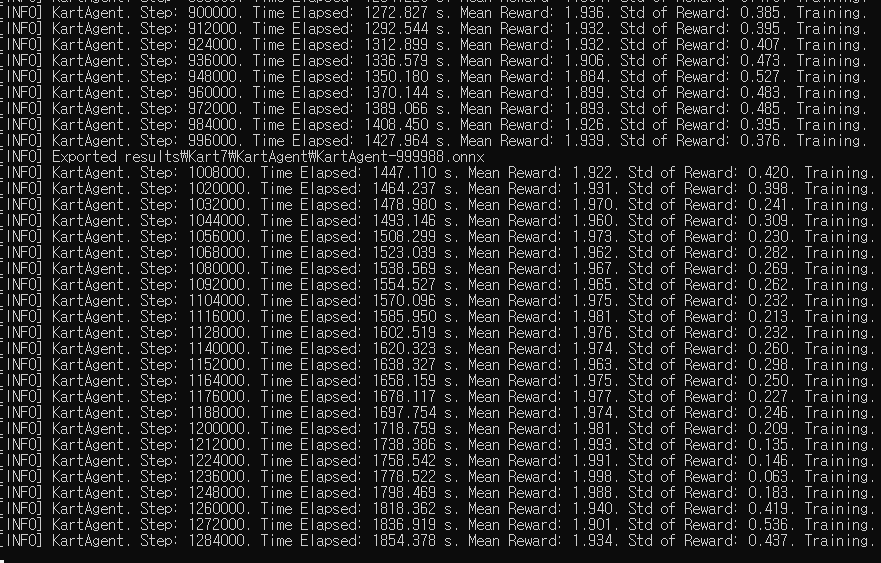 INFO] KartAgent. Step: 900000. Time Elapsed: 1272.827 s. Mean Reward: 1.936. Std of Reward: 0.385. Training.
INFO] KartAgent. Step: 912000. Time Elapsed: 1292.544 s. Mean Reward: 1.932. Std of Reward: 0.395. Training.
INFO] KartAgent. Step: 924000. Time Elapsed: 1312.899 s. Mean Reward: 1.932. Std of Reward: 0.407. Training.
INFO] KartAgent. Step: 936000. Time Elapsed: 1336.579 s. Mean Reward: 1.906. Std of Reward: 0.473. Training.
INFO] KartAgent. Step: 948000. Time Elapsed: 1350.180 s. Mean Reward: 1.884. Std of Reward: 0.527. Training.
INFO] KartAgent. Step: 960000. Time Elapsed: 1370.144 s. Mean Reward: 1.899. Std of Reward: 0.483. Training.
INFO] KartAgent. Step: 972000. Time Elapsed: 1389.066 s. Mean Reward: 1.893. Std of Reward: 0.485. Training.
INFO] KartAgent. Step: 984000. Time Elapsed: 1408.450 s. Mean Reward: 1.926. Std of Reward: 0.395. Training.
INFO] KartAgent. Step: 996000. Time Elapsed: 1427.964 s. Mean Reward: 1.939. Std of Reward: 0.376. Training.
INFO] Exported results₩Kart7₩KartAgent₩KartAgent-999988.onnx
INFO] KartAgent. Step: 1008000. Time Elapsed: 1447.110 s. Mean Reward: 1.922. Std of Reward: 0.420. Training.
INFO] KartAgent. Step: 1020000. Time Elapsed: 1464.237 s. Mean Reward: 1.931. Std of Reward: 0.398. Training.
INFO] KartAgent. Step: 1032000. Time Elapsed: 1478.980 s. Mean Reward: 1.970. Std of Reward: 0.241. Training.
INFO] KartAgent. Step: 1044000. Time Elapsed: 1493.146 s. Mean Reward: 1.960. Std of Reward: 0.309. Training.
INFO] KartAgent. Step: 1056000. Time Elapsed: 1508.299 s. Mean Reward: 1.973. Std of Reward: 0.230. Training.
INFO] KartAgent. Step: 1068000. Time Elapsed: 1523.039 s. Mean Reward: 1.962. Std of Reward: 0.282. Training.
INFO] KartAgent. Step: 1080000. Time Elapsed: 1538.569 s. Mean Reward: 1.967. Std of Reward: 0.269. Training.
INFO] KartAgent. Step: 1092000. Time Elapsed: 1554.527 s. Mean Reward: 1.965. Std of Reward: 0.262. Training.
INFO] KartAgent. Step: 1104000. Time Elapsed: 1570.096 s. Mean Reward: 1.975. Std of Reward: 0.232. Training.
INFO] KartAgent. Step: 1116000. Time Elapsed: 1585.950 s. Mean Reward: 1.981. Std of Reward: 0.213. Training.
INFO] KartAgent. Step: 1128000. Time Elapsed: 1602.519 s. Mean Reward: 1.976. Std of Reward: 0.232. Training.
INFO] KartAgent. Step: 1140000. Time Elapsed: 1620.323 s. Mean Reward: 1.974. Std of Reward: 0.260. Training.
INFO] KartAgent. Step: 1152000. Time Elapsed: 1638.327 s. Mean Reward: 1.963. Std of Reward: 0.298. Training.
INFO] KartAgent. Step: 1164000. Time Elapsed: 1658.159 s. Mean Reward: 1.975. Std of Reward: 0.250. Training.
INFO] KartAgent. Step: 1176000. Time Elapsed: 1678.117 s. Mean Reward: 1.977. Std of Reward: 0.227. Training.
INFO] KartAgent. Step: 1188000. Time Elapsed: 1697.754 s. Mean Reward: 1.974. Std of Reward: 0.246. Training.
INFO] KartAgent. Step: 1200000. Time Elapsed: 1718.759 s. Mean Reward: 1.981. Std of Reward: 0.209. Training.
INFO] KartAgent. Step: 1212000. Time Elapsed: 1738.386 s. Mean Reward: 1.993. Std of Reward: 0.135. Training.
INFO] KartAgent. Step: 1224000. Time Elapsed: 1758.542 s. Mean Reward: 1.991. Std of Reward: 0.146. Training.
INFO] KartAgent. Step: 1236000. Time Elapsed: 1778.522 s. Mean Reward: 1.998. Std of Reward: 0.063. Training.
INFO] KartAgent. Step: 1248000. Time Elapsed: 1798.469 s. Mean Reward: 1.988. Std of Reward: 0.183. Training.
INFO] KartAgent. Step: 1260000. Time Elapsed: 1818.362 s. Mean Reward: 1.940. Std of Reward: 0.419. Training.
INFO] KartAgent. Step: 1272000. Time Elapsed: 1836.919 s. Mean Reward: 1.901. Std of Reward: 0.536. Training.
INFO] KartAgent. Step: 1284000. Time Elapsed: 1854.378 s. Mean Reward: 1.934. Std of Reward: 0.437. Training.